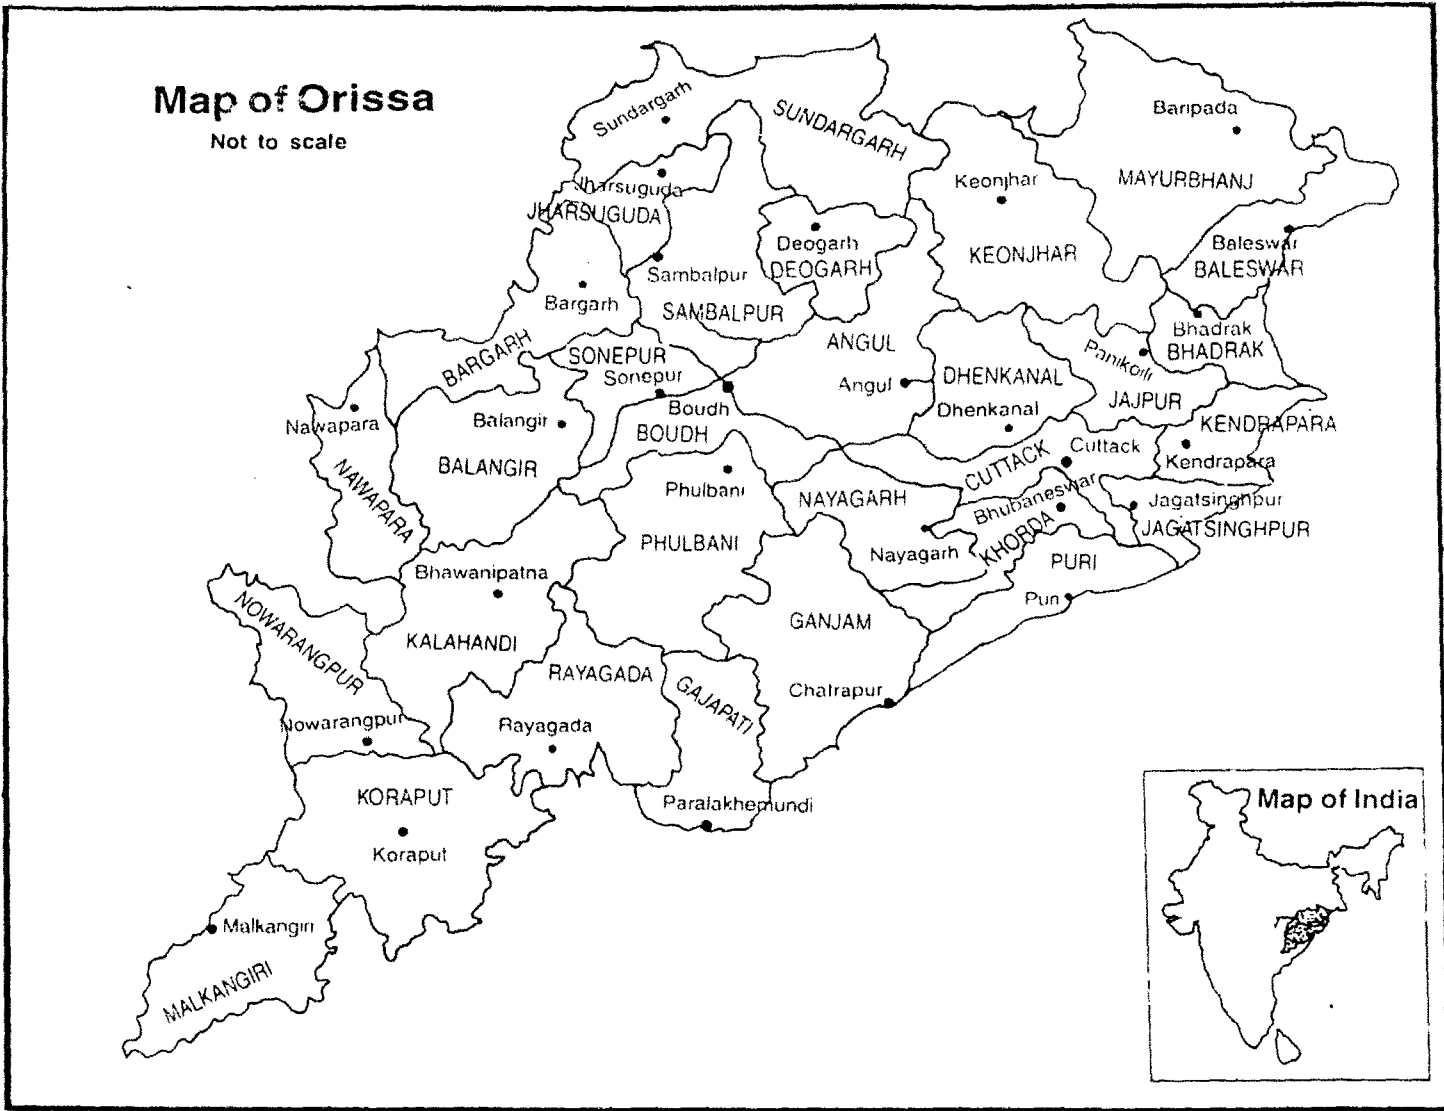 Map of Orissa
Not to scale
Sundargarh
SUNDARGARH
Baripada
MAYURBHANJ
Jharsuguda
JHARSUGUDA
Keonjhar
KEONJHAR
Deogarh
DEOGARH
Baleswar
BALESWAR
Sambalpur
SAMBALPUR
Bargarh
BARGARH
Bhadrak
BHADRAK
ANGUL
Angul
SONEPUR
Sonepur
Panikoili
JAJPUR
DHENKANAL
Dhenkanal
Boudh
BOUDH
Nawapara
NAWAPARA
Balangir
BALANGIR
KENDRAPARA
Kendrapara
CUTTACK
Cuttack
Phulbani
PHULBANI
NAYAGARH
Nayagarh
Bhubaneswar
KHORDA
Jagatsinghpur
JAGATSINGHPUR
PURI
Puri
Bhawanipatna
KALAHANDI
NOWARANGPUR
Nowarangpur
GANJAM
Chatrapur
RAYAGADA
Rayagada
GAJAPATI
Paralakhemundi
KORAPUT
Koraput
Malkangiri
MALKANGIRI
Map of India